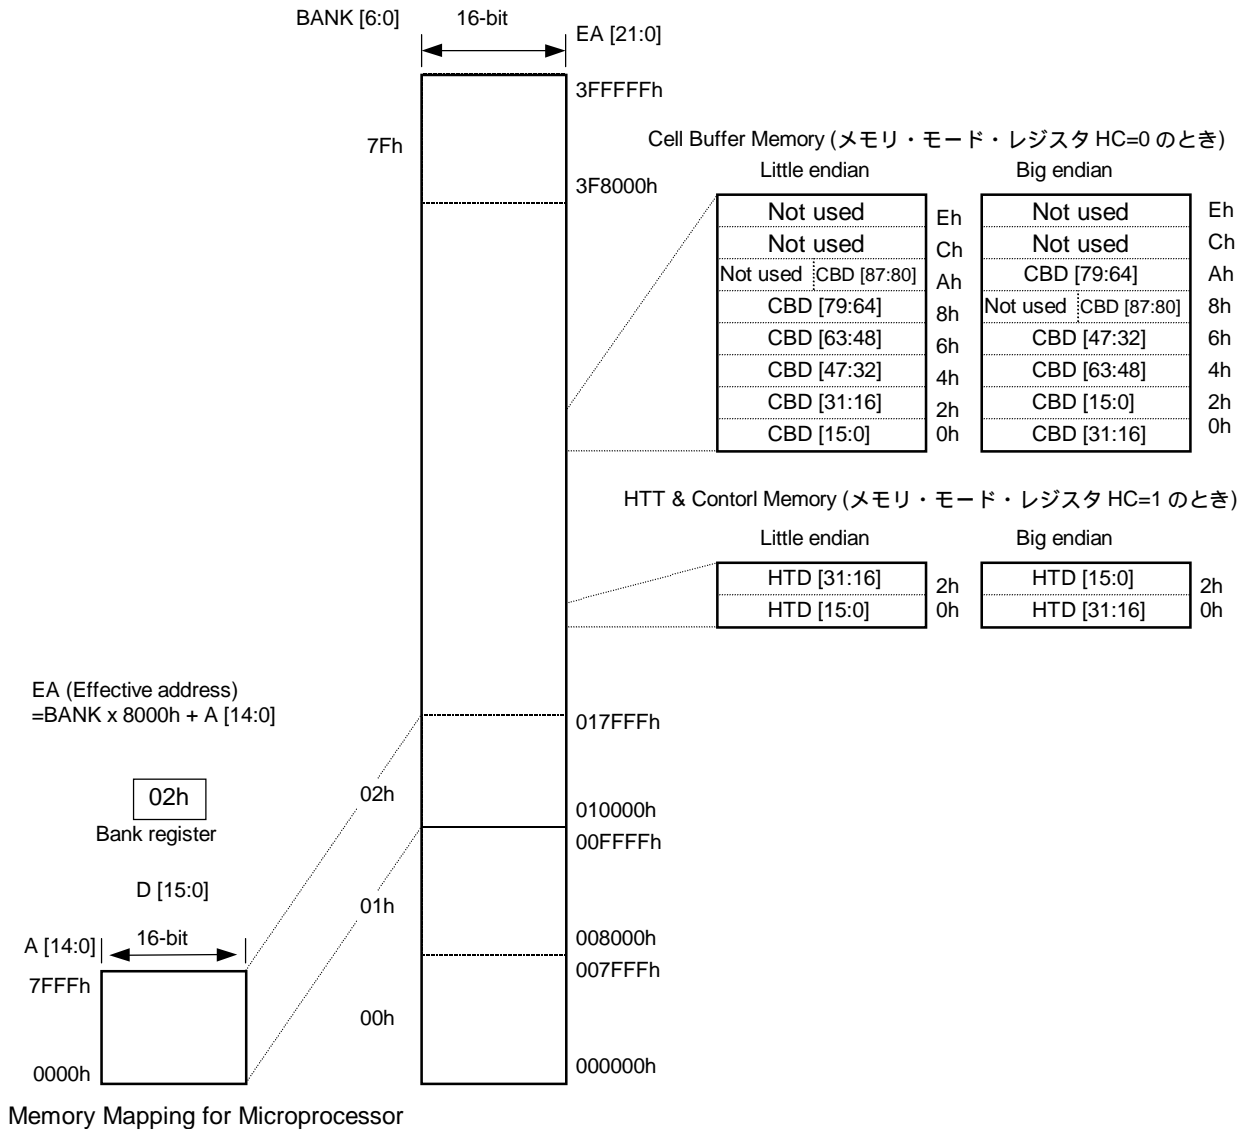 BANK [6:0]
16-bit
EA [21:0]
3FFFFFh
7Fh
3F8000h
Cell Buffer Memory (メモリ・モード・レジスタ HC=0 のとき)
Little endian
Big endian
Not used
Eh
Not used
Eh
Not used
Ch
Not used
Ch
Not used
CBD [87:80]
Ah
CBD [79:64]
Ah
CBD [79:64]
8h
Not used
CBD [87:80]
8h
CBD [63:48]
6h
CBD [47:32]
6h
CBD [47:32]
4h
CBD [63:48]
4h
CBD [31:16]
2h
CBD [15:0]
2h
CBD [15:0]
0h
CBD [31:16]
0h
HTT & Contorl Memory (メモリ・モード・レジスタ HC=1 のとき)
Little endian
Big endian
HTD [31:16]
2h
HTD [15:0]
2h
HTD [15:0]
0h
HTD [31:16]
0h
EA (Effective address)
=BANK x 8000h + A [14:0]
017FFFh
02h
010000h
02h
Bank register
00FFFFh
01h
008000h
D [15:0]
16-bit
A [14:0]
7FFFh
0000h
007FFFh
00h
000000h
Memory Mapping for Microprocessor